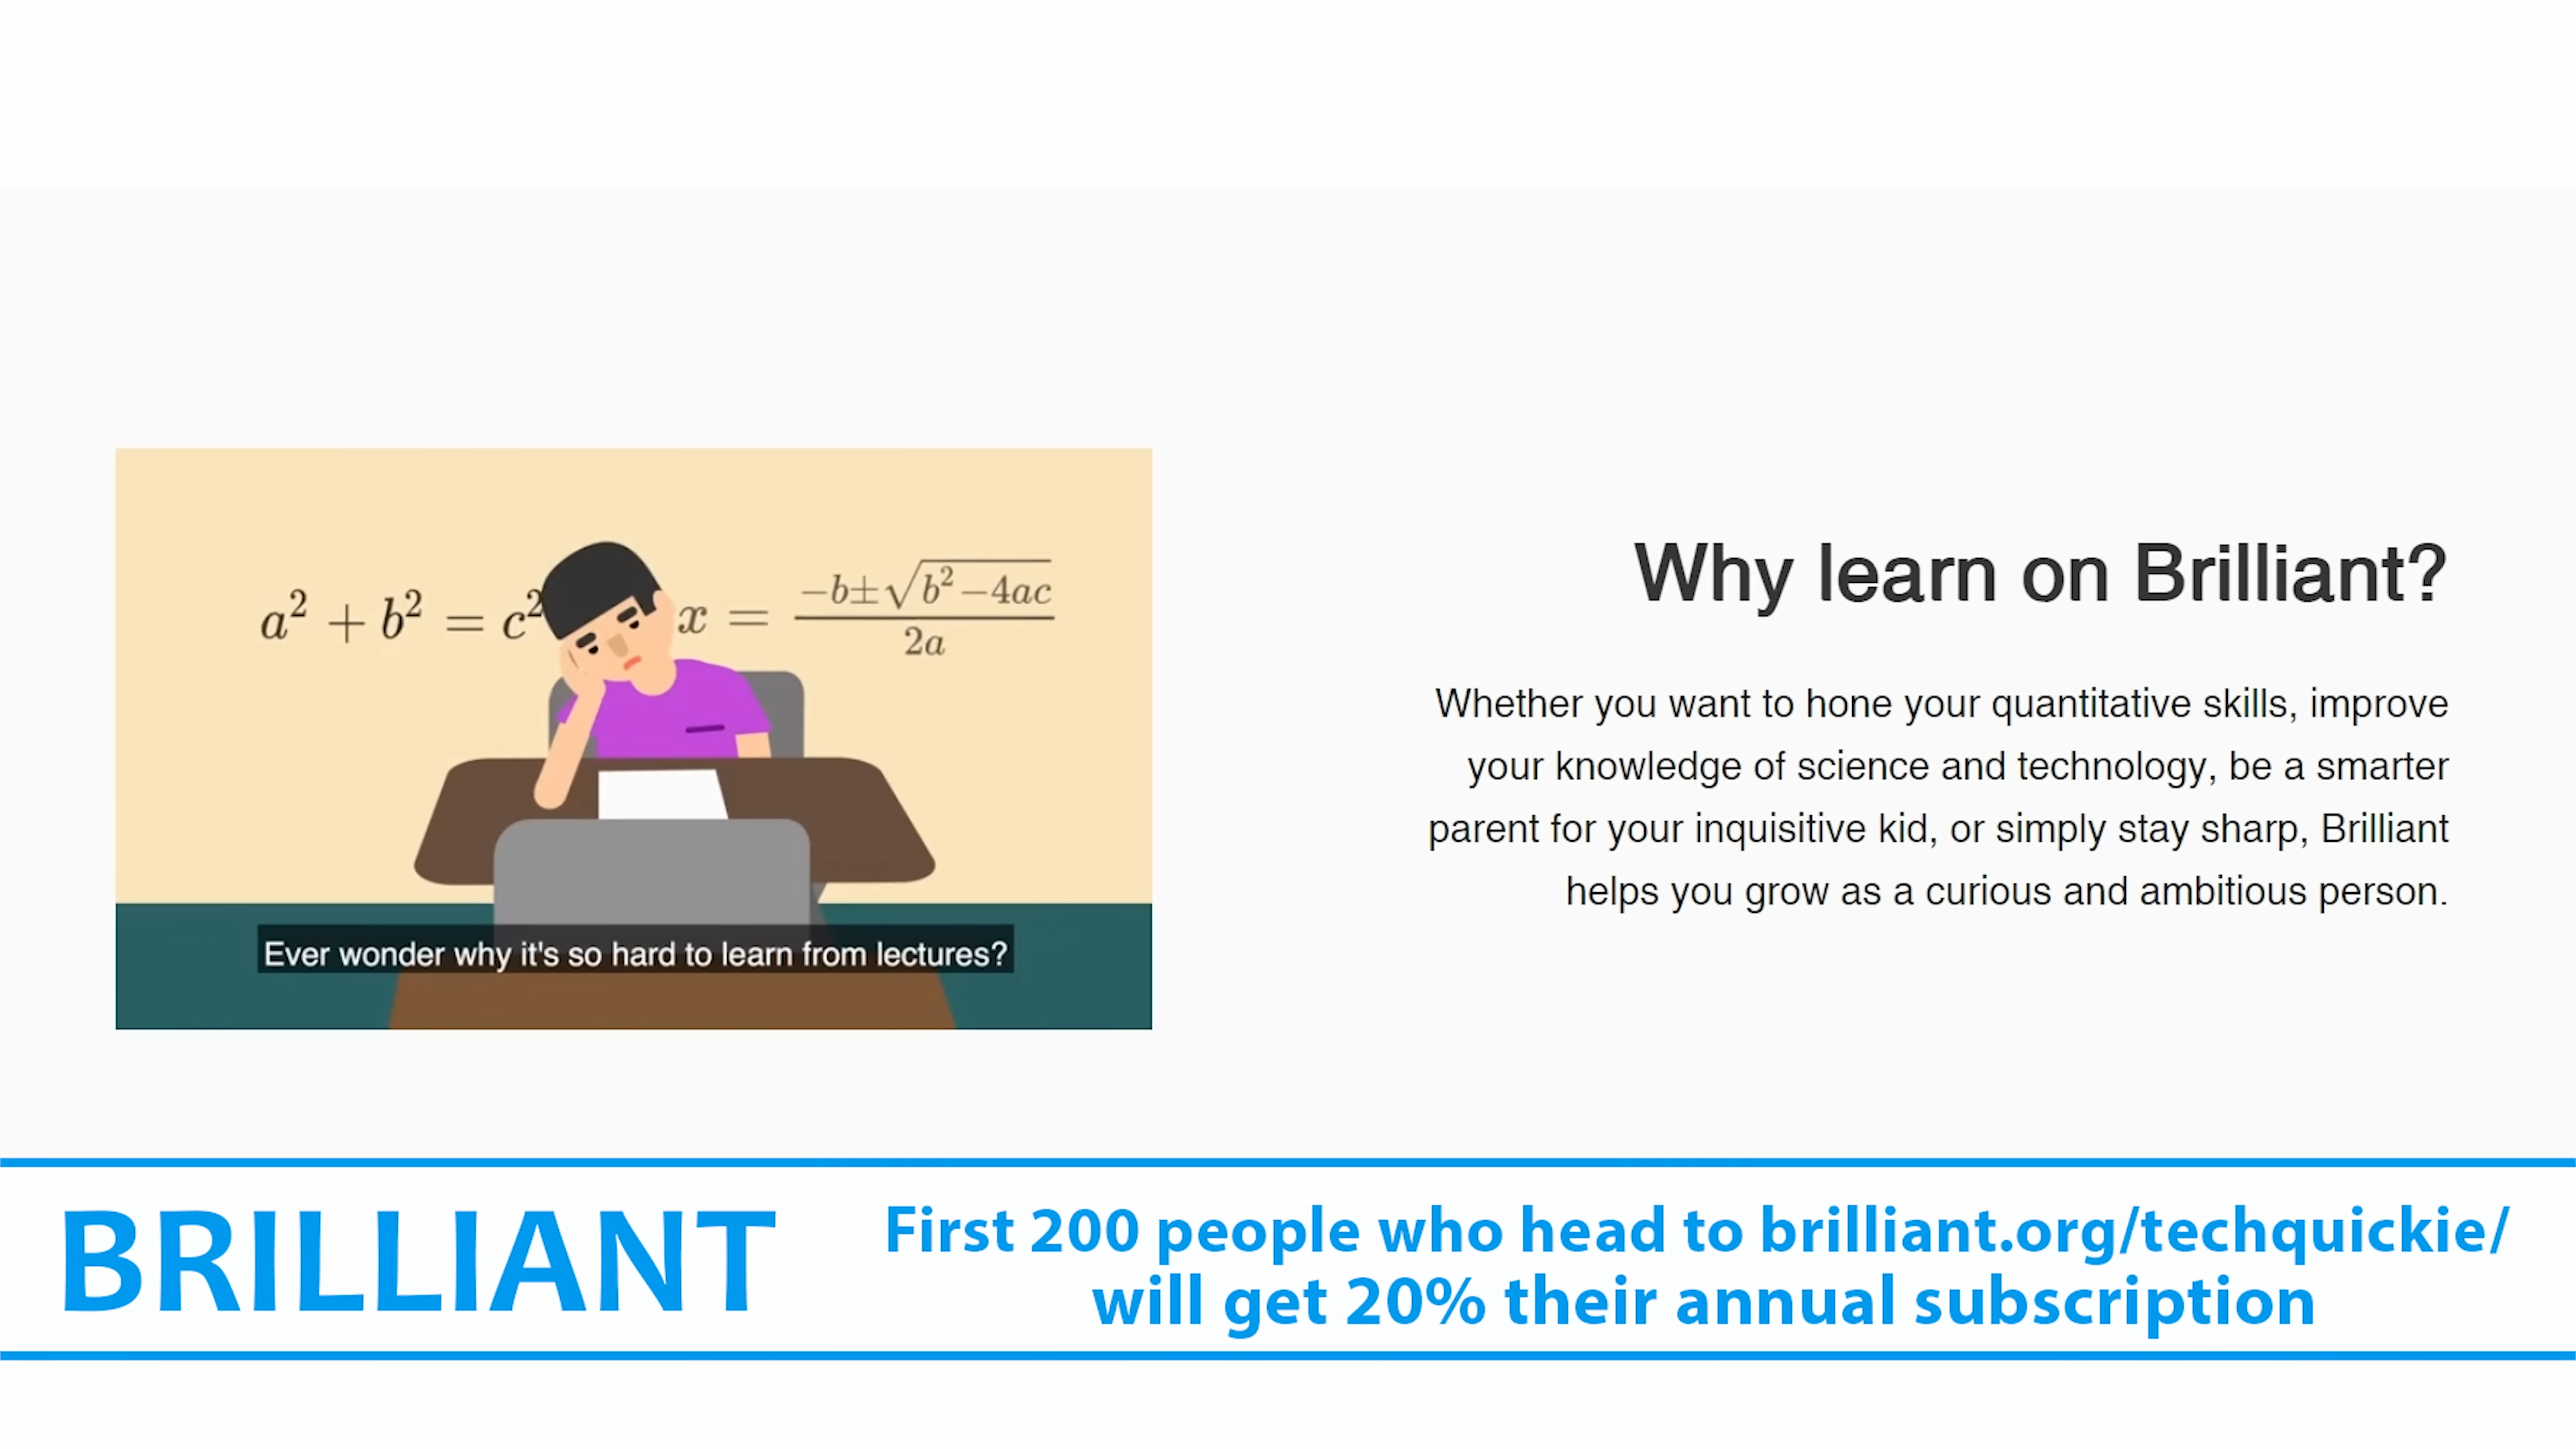 a² + b² = c²
x = −b±√b²−4ac / 2a
Ever wonder why it's so hard to learn from lectures?
Why learn on Brilliant?
Whether you want to hone your quantitative skills, improve
your knowledge of science and technology, be a smarter
parent for your inquisitive kid, or simply stay sharp, Brilliant
helps you grow as a curious and ambitious person.
BRILLIANT
First 200 people who head to brilliant.org/techquickie/
will get 20% their annual subscription